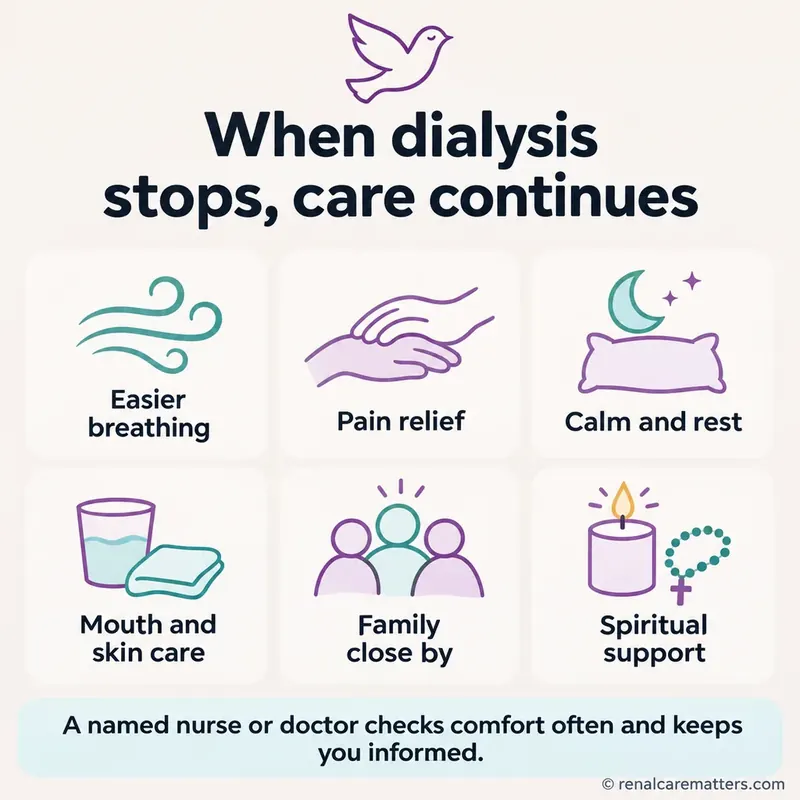 When dialysis
stops, care continues
Easier
breathing
Pain relief
Calm and rest
Mouth and
skin care
Family
close by
Spiritual
support
A named nurse or doctor checks comfort often and keeps
you informed.
© renalcarematters.com